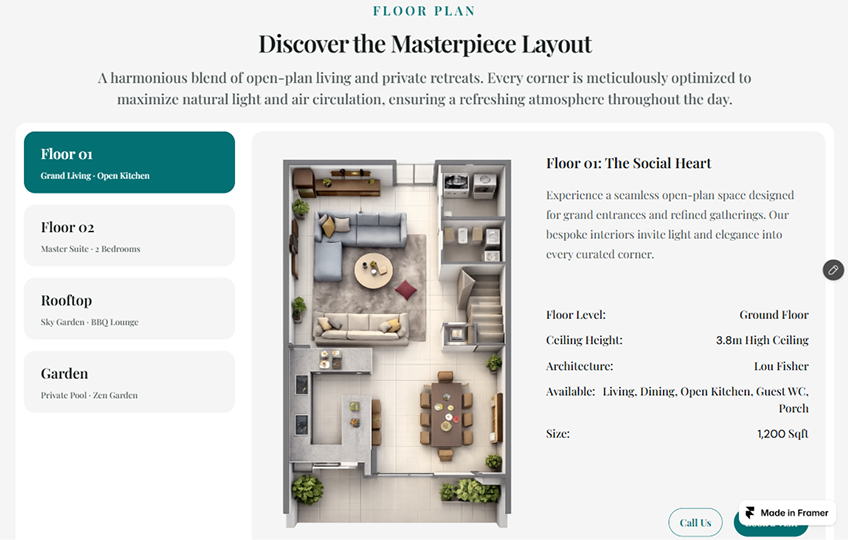 FLOOR PLAN
Discover the Masterpiece Layout
A harmonious blend of open-plan living and private retreats. Every corner is meticulously optimized to
maximize natural light and air circulation, ensuring a refreshing atmosphere throughout the day.
Floor 01
Grand Living · Open Kitchen
Floor 02
Master Suite · 2 Bedrooms
Rooftop
Sky Garden · BBQ Lounge
Garden
Private Pool · Zen Garden
Floor 01: The Social Heart
Experience a seamless open-plan space designed
for grand entrances and refined gatherings. Our
bespoke interiors invite light and elegance into
every curated corner.
Floor Level: Ground Floor
Ceiling Height: 3.8m High Ceiling
Architecture: Lou Fisher
Available: Living, Dining, Open Kitchen, Guest WC,
Porch
Size: 1,200 Sqft
Call Us
Made in Framer